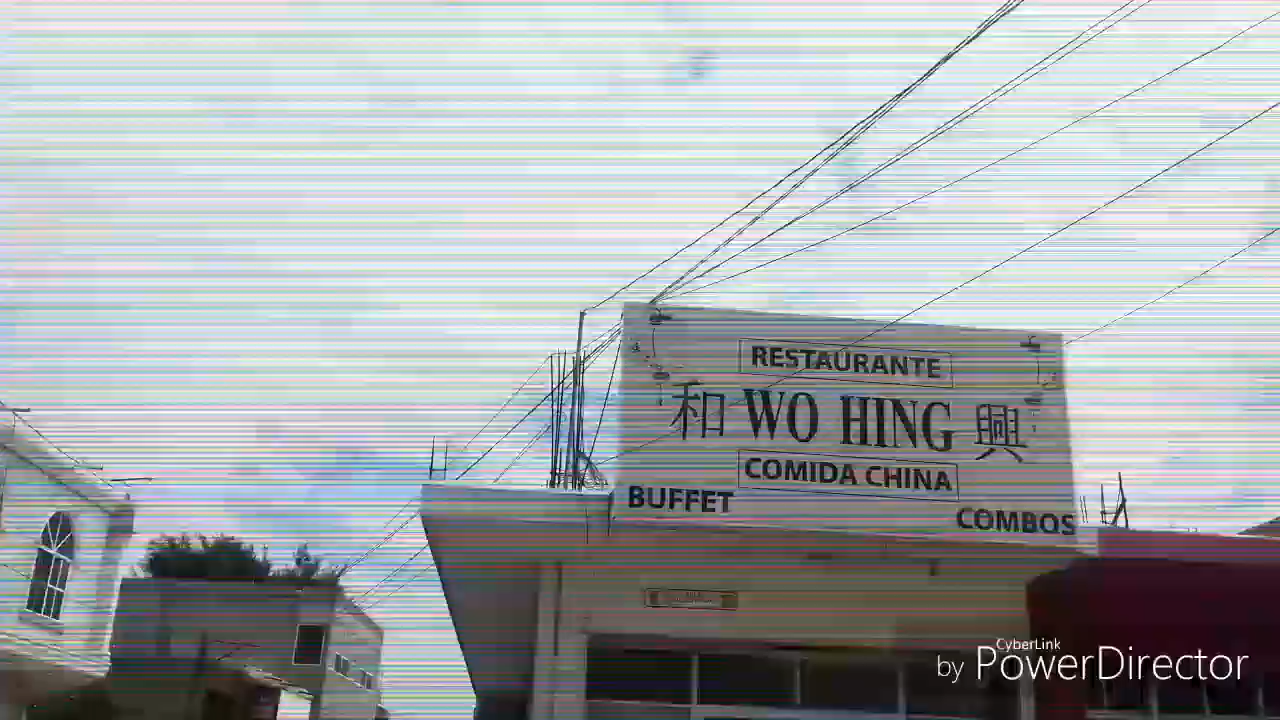 RESTAURANTE
和 WO HING 興
COMIDA CHINA
BUFFET
COMBOS
CyberLink
by PowerDirector